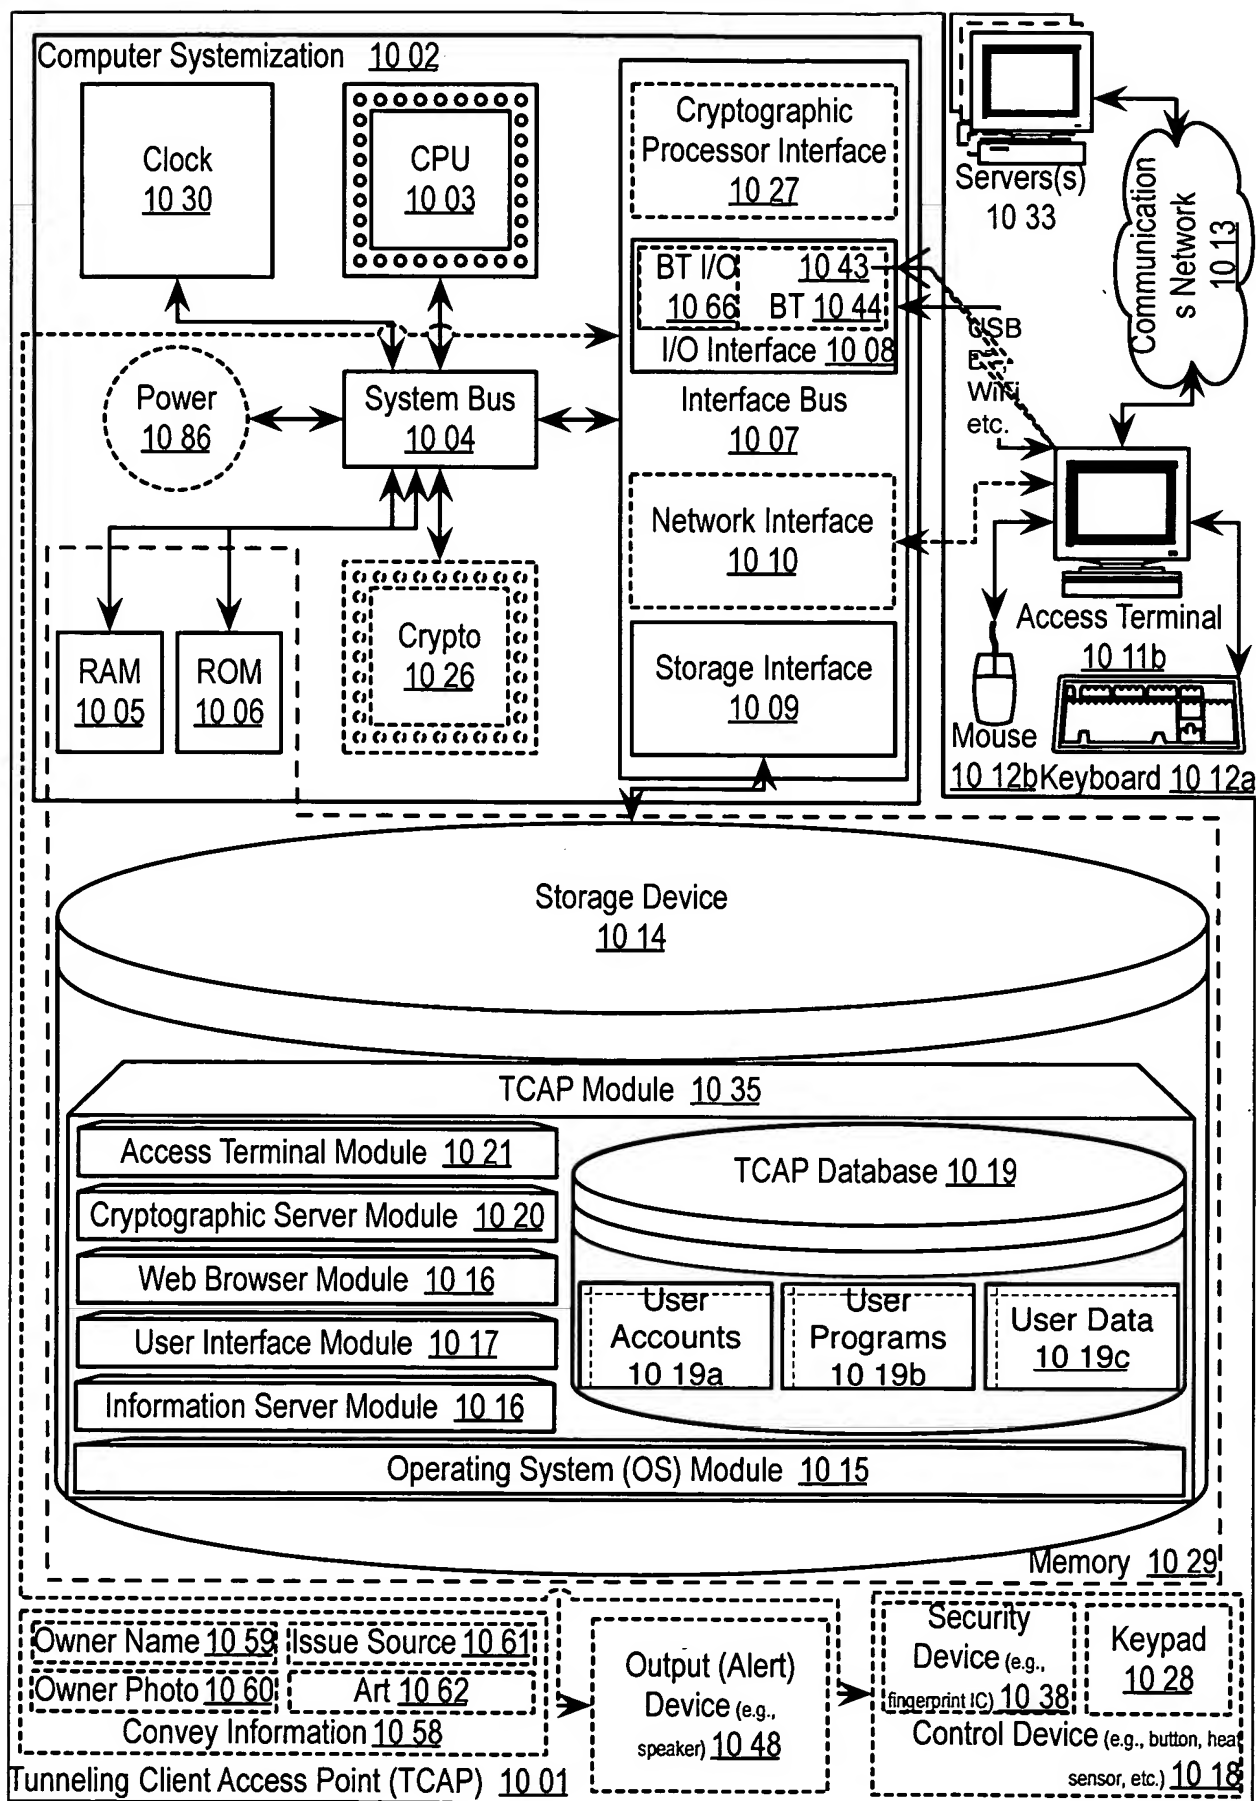 Computer Systemization 10 02
Clock
10 30
CPU
10 03
Cryptographic
Processor Interface
10 27
Servers(s)
10 33
Communication
s Network
10 13
BT I/O
10 66
10 43
BT 10 44
I/O Interface 10 08
USB
WiFi
etc.
Power
10 86
System Bus
10 04
Interface Bus
10 07
Network Interface
10 10
Crypto
10 26
RAM
10 05
ROM
10 06
Storage Interface
10 09
Access Terminal
10 11b
Mouse
10 12b
Keyboard 10 12a
Storage Device
10 14
TCAP Module 10 35
Access Terminal Module 10 21
Cryptographic Server Module 10 20
Web Browser Module 10 16
User Interface Module 10 17
Information Server Module 10 16
TCAP Database 10 19
User
Accounts
10 19a
User
Programs
10 19b
User Data
10 19c
Operating System (OS) Module 10 15
Memory 10 29
Owner Name 10 59
Issue Source 10 61
Owner Photo 10 60
Art 10 62
Convey Information 10 58
Output (Alert)
Device (e.g.,
speaker) 10 48
Security
Device (e.g.,
fingerprint IC) 10 38
Keypad
10 28
Control Device (e.g., button, heat
sensor, etc.) 10 18
Tunneling Client Access Point (TCAP) 10 01